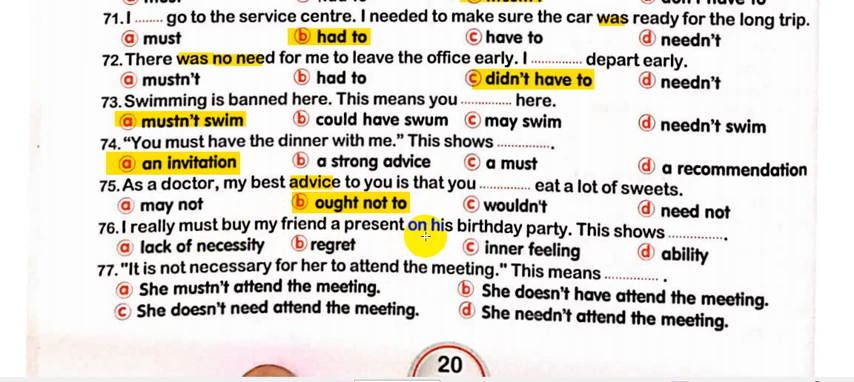 71. I ........ go to the service centre. I needed to make sure the car was ready for the long trip.
a must b had to c have to d needn't
72. There was no need for me to leave the office early. I ............. depart early.
a mustn't b had to c didn't have to d needn't
73. Swimming is banned here. This means you ............. here.
a mustn't swim b could have swum c may swim d needn't swim
74. "You must have the dinner with me." This shows ..............
a an invitation b a strong advice c a must d a recommendation
75. As a doctor, my best advice to you is that you ............. eat a lot of sweets.
a may not b ought not to c wouldn't d need not
76. I really must buy my friend a present on his birthday party. This shows ..............
a lack of necessity b regret c inner feeling d ability
77. "It is not necessary for her to attend the meeting." This means ............. .
a She mustn't attend the meeting. b She doesn't have attend the meeting.
c She doesn't need attend the meeting. d She needn't attend the meeting.
20